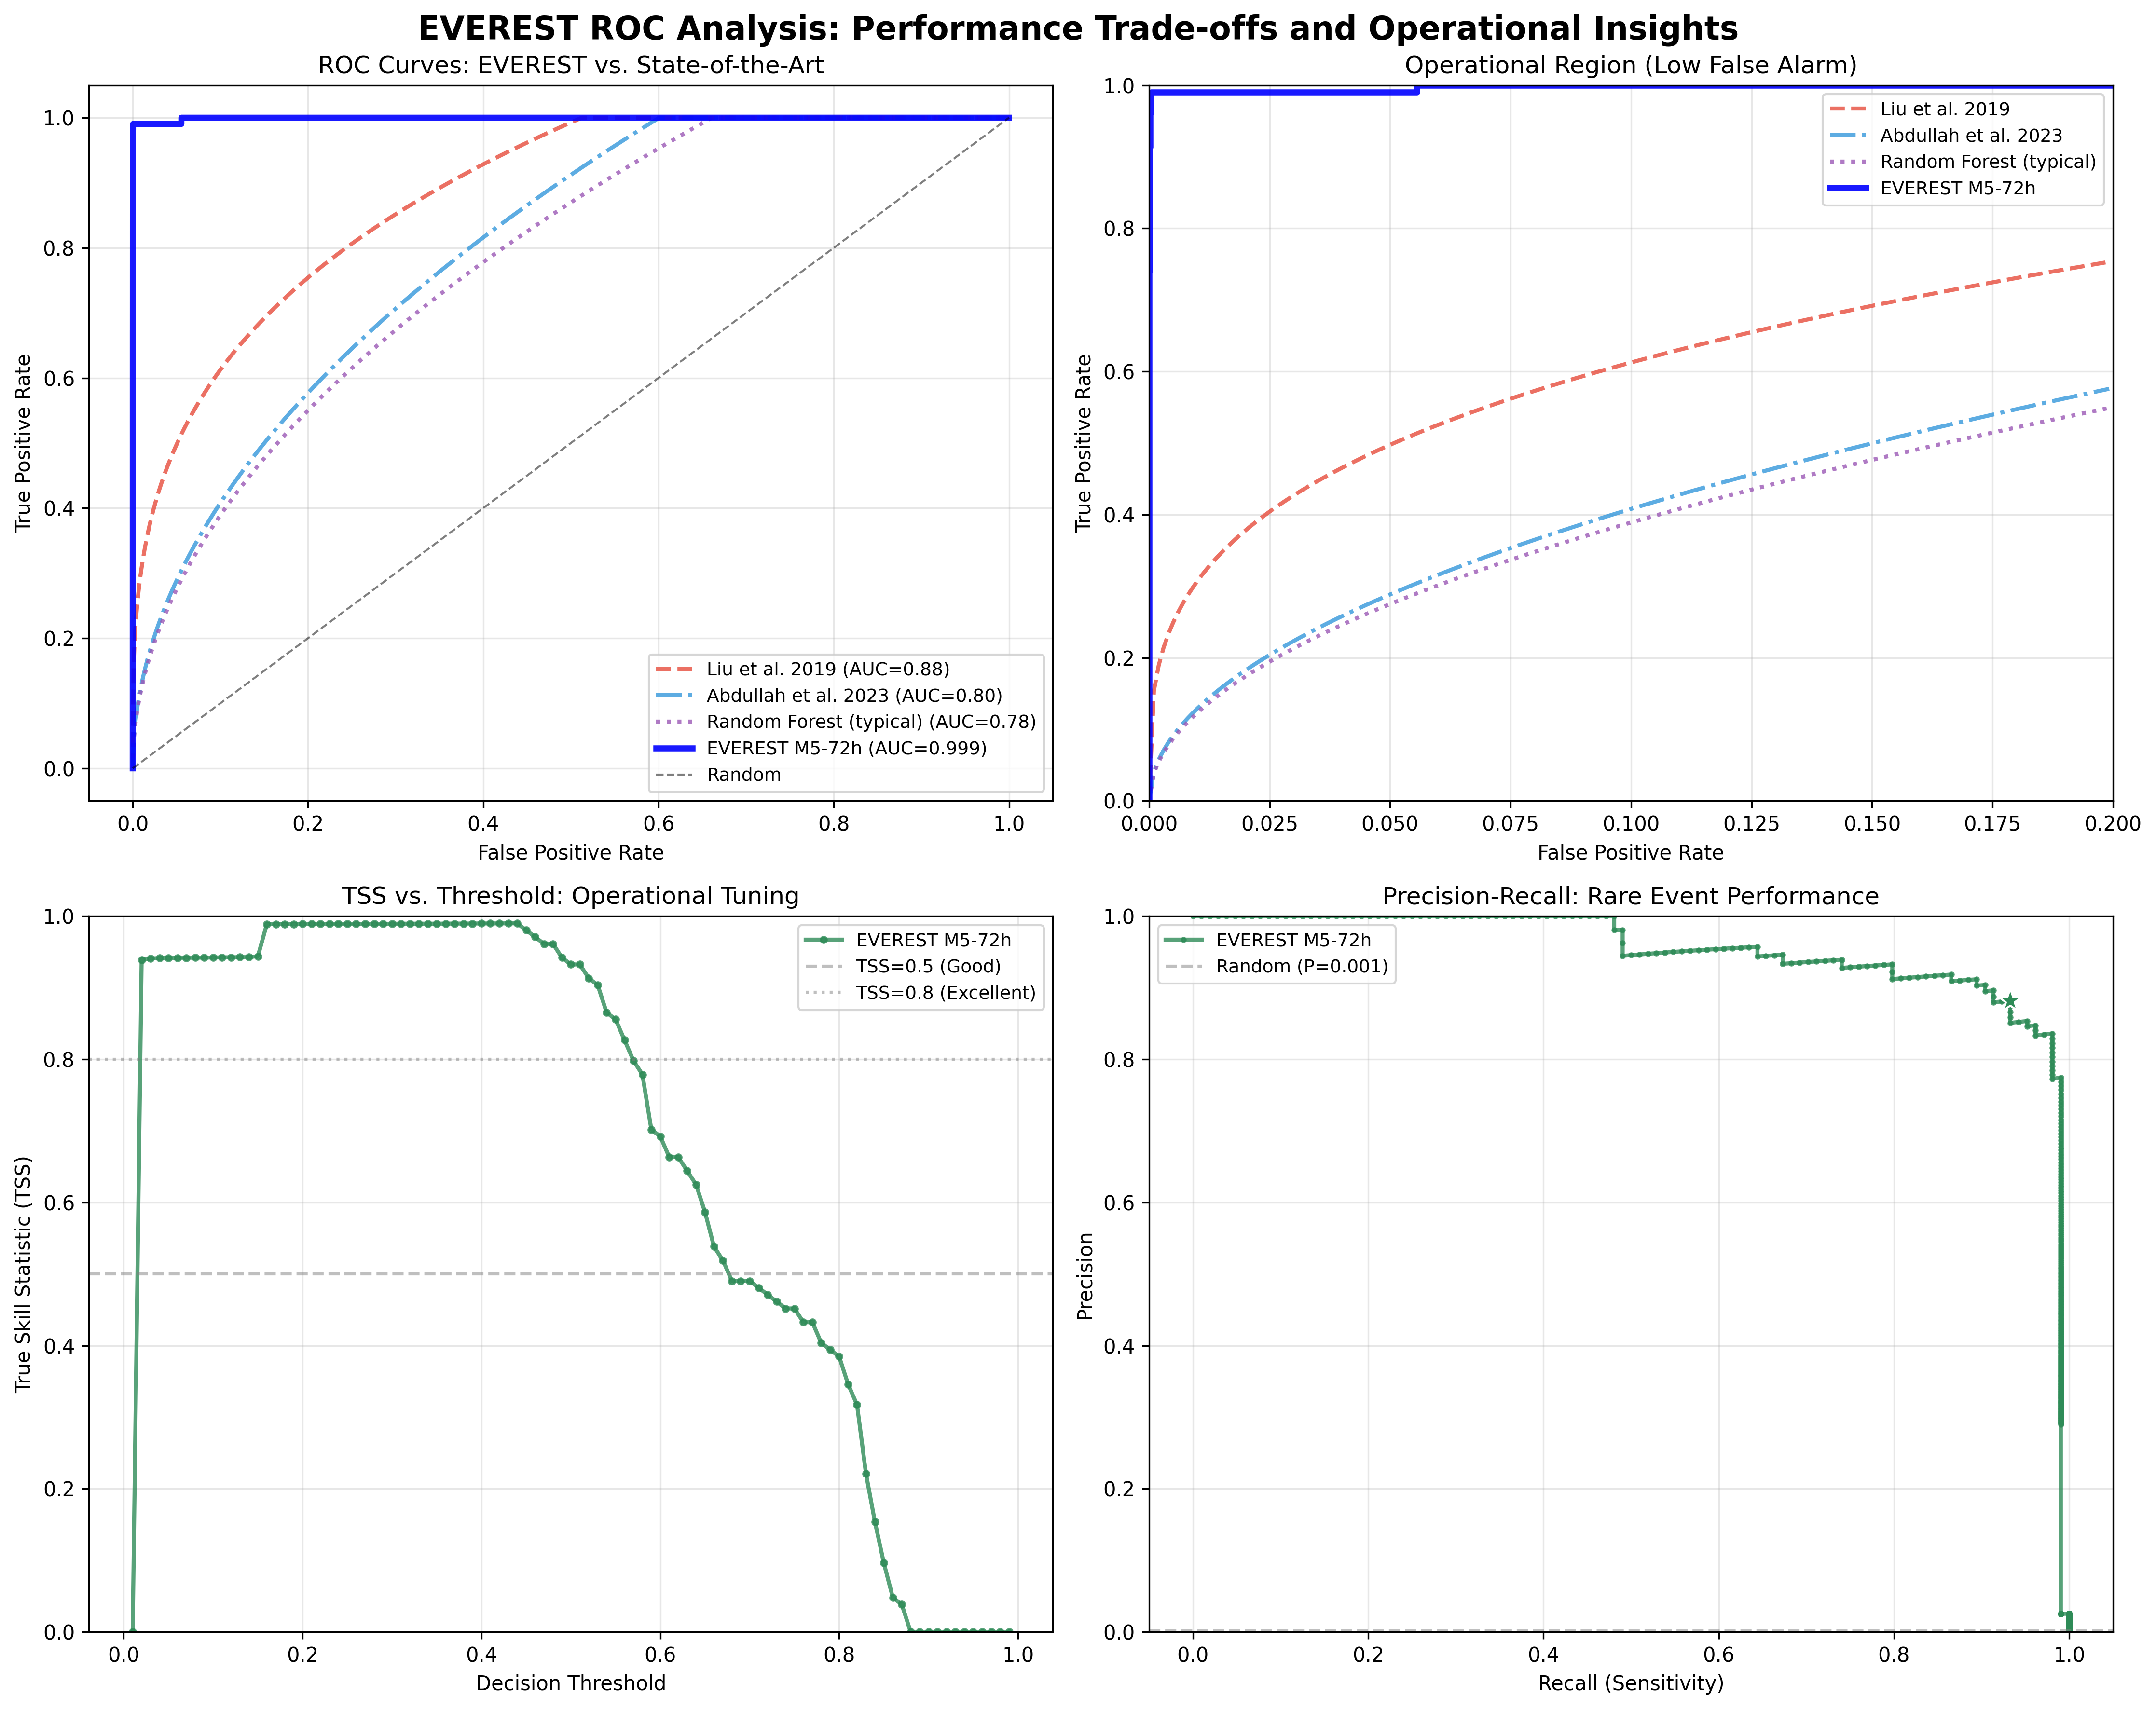 EVEREST ROC Analysis: Performance Trade-offs and Operational Insights
ROC Curves: EVEREST vs. State-of-the-Art
True Positive Rate
1.0
0.8
0.6
0.4
0.2
0.0
Liu et al. 2019 (AUC=0.88)
Abdullah et al. 2023 (AUC=0.80)
Random Forest (typical) (AUC=0.78)
EVEREST M5-72h (AUC=0.999)
Random
0.0 0.2 0.4 0.6 0.8 1.0
False Positive Rate
Operational Region (Low False Alarm)
True Positive Rate
1.0
0.8
0.6
0.4
0.2
0.0
Liu et al. 2019
Abdullah et al. 2023
Random Forest (typical)
EVEREST M5-72h
0.000 0.025 0.050 0.075 0.100 0.125 0.150 0.175 0.200
False Positive Rate
TSS vs. Threshold: Operational Tuning
True Skill Statistic (TSS)
1.0
0.8
0.6
0.4
0.2
0.0
EVEREST M5-72h
TSS=0.5 (Good)
TSS=0.8 (Excellent)
0.0 0.2 0.4 0.6 0.8 1.0
Decision Threshold
Precision-Recall: Rare Event Performance
Precision
1.0
0.8
0.6
0.4
0.2
0.0
EVEREST M5-72h
Random (P=0.001)
0.0 0.2 0.4 0.6 0.8 1.0
Recall (Sensitivity)